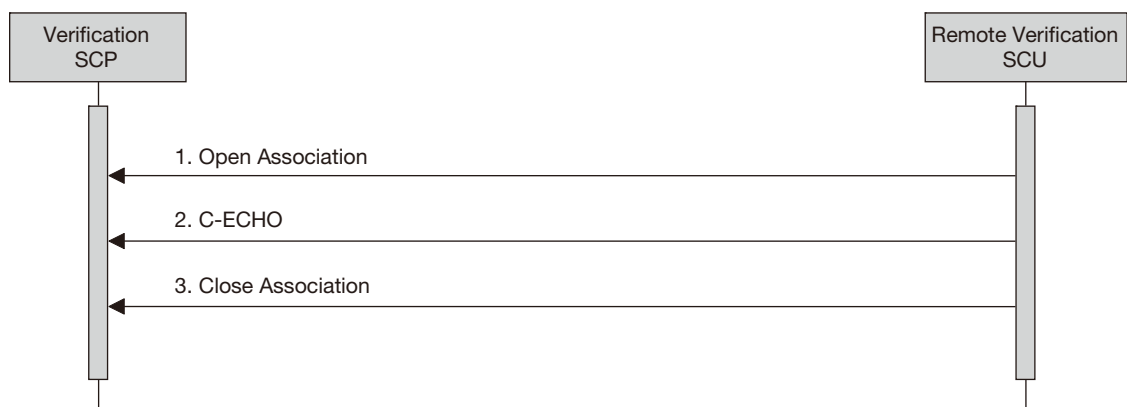 Verification
SCP
Remote Verification
SCU
1. Open Association
2. C-ECHO
3. Close Association